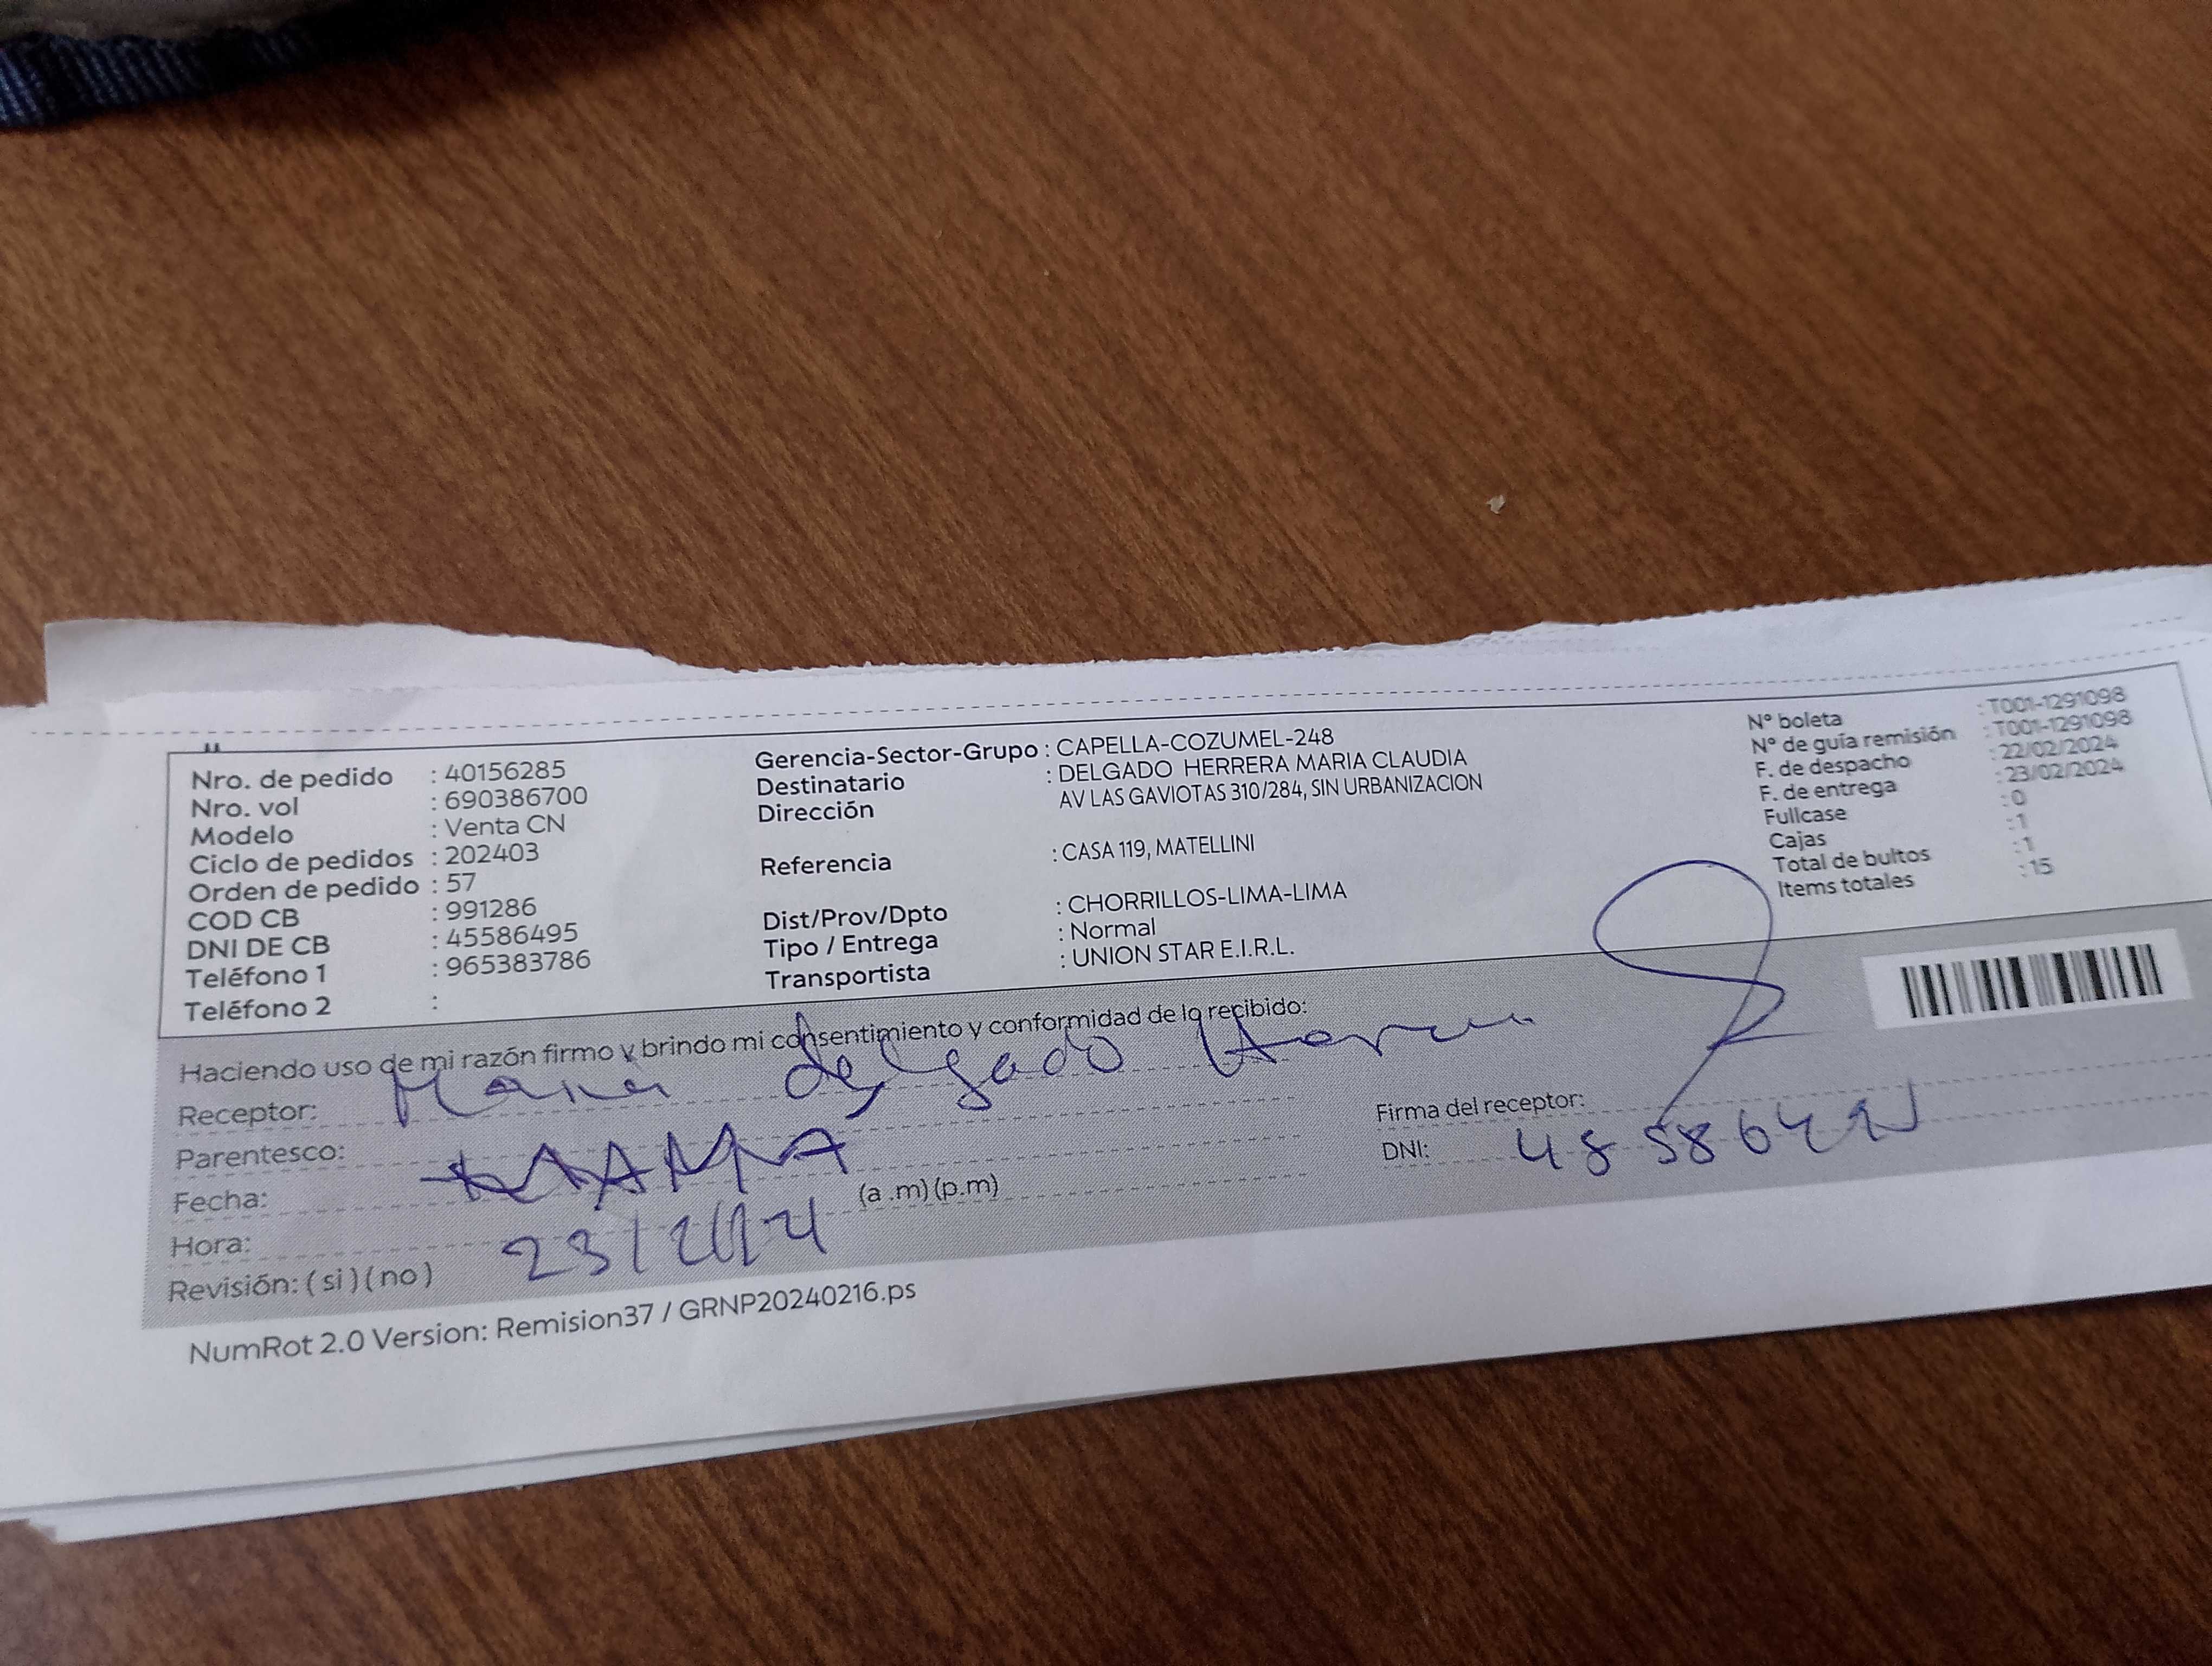 Nro. de pedido : 40156285
Nro. vol : 690386700
Modelo : Venta CN
Ciclo de pedidos : 202403
Orden de pedido : 57
COD CB : 991286
DNI DE CB : 45586495
Teléfono 1 : 965383786
Teléfono 2 :
Gerencia-Sector-Grupo : CAPELLA-COZUMEL-248
Destinatario : DELGADO HERRERA MARIA CLAUDIA
Dirección AV LAS GAVIOTAS 310/284, SIN URBANIZACION
Referencia : CASA 119, MATELLINI
Dist/Prov/Dpto : CHORRILLOS-LIMA-LIMA
Tipo / Entrega : Normal
Transportista : UNION STAR E.I.R.L.
N° boleta : T001-1291098
N° de guía remisión : T001-1291098
F. de despacho : 22/02/2024
F. de entrega : 23/02/2024
Fullcase : 0
Cajas : 1
Total de bultos : 1
Items totales : 15
Haciendo uso de mi razón firmo y brindo mi consentimiento y conformidad de lo recibido:
Receptor: Maria delgado
Parentesco:
Fecha: (a .m) (p.m)
Hora:
Revisión: ( si ) ( no )
Firma del receptor:
DNI:
NumRot 2.0 Version: Remision37 / GRNP20240216.ps